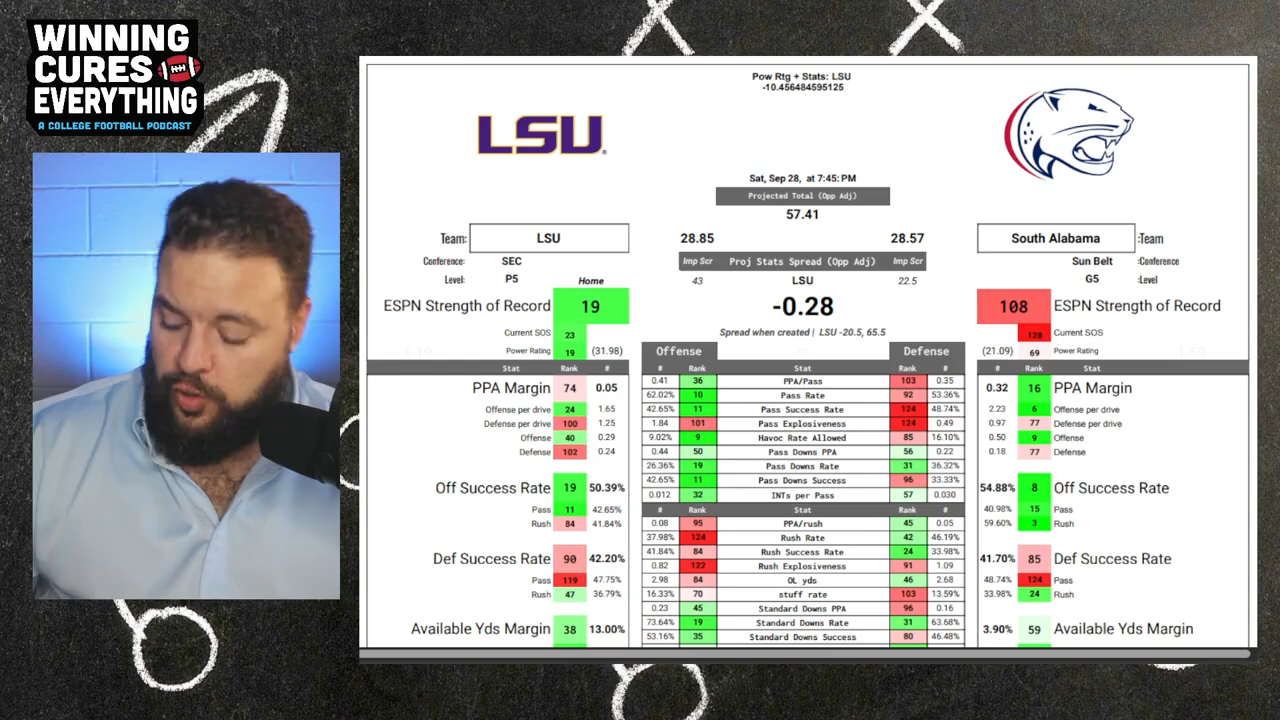 WINNING
CURES
EVERYTHING
A COLLEGE FOOTBALL PODCAST
Pow Rtg + Stats: LSU
-10.456484595125
LSU
Sat, Sep 28, at 7:45: PM
Projected Total (Opp Adj)
57.41
Team: LSU 28.85 28.57 South Alabama :Team
Conference: SEC Imp Scr Proj Stats Spread (Opp Adj) Imp Scr Sun Belt :Conference
Level: P5 Home 43 LSU 22.5 G5 :Level
ESPN Strength of Record 19 -0.28 108 ESPN Strength of Record
Current SOS 23 Spread when created | LSU -20.5, 65.5 128 Current SOS
Power Rating 19 (31.98) Offense Defense (21.09) 69 Power Rating
Stat Rank # # Rank Stat Rank # # Rank Stat
PPA Margin 74 0.05 0.41 36 PPA/Pass 103 0.35 0.32 16 PPA Margin
62.02% 10 Pass Rate 92 53.36%
Offense per drive 24 1.65 42.65% 11 Pass Success Rate 124 48.74% 2.23 6 Offense per drive
Defense per drive 100 1.25 1.84 101 Pass Explosiveness 124 0.49 0.97 77 Defense per drive
Offense 40 0.29 9.02% 9 Havoc Rate Allowed 85 16.10% 0.50 9 Offense
Defense 102 0.24 0.44 50 Pass Downs PPA 56 0.22 0.18 77 Defense
26.36% 19 Pass Downs Rate 31 36.32%
Off Success Rate 19 50.39% 42.65% 11 Pass Downs Success 96 33.33% 54.88% 8 Off Success Rate
0.012 32 INTs per Pass 57 0.030
Pass 11 42.65% # Rank Stat Rank # 40.98% 15 Pass
Rush 84 41.84% 0.08 95 PPA/rush 45 0.05 59.60% 3 Rush
37.98% 124 Rush Rate 42 46.19%
Def Success Rate 90 42.20% 41.84% 84 Rush Success Rate 24 33.98% 41.70% 85 Def Success Rate
0.82 122 Rush Explosiveness 91 1.09
Pass 119 47.75% 2.98 84 OL yds 46 2.68 48.74% 124 Pass
Rush 47 36.79% 16.33% 70 stuff rate 103 13.59% 33.98% 24 Rush
0.23 45 Standard Downs PPA 96 0.16
Available Yds Margin 38 13.00% 73.64% 19 Standard Downs Rate 31 63.68% 3.90% 59 Available Yds Margin
53.16% 35 Standard Downs Success 80 46.48%